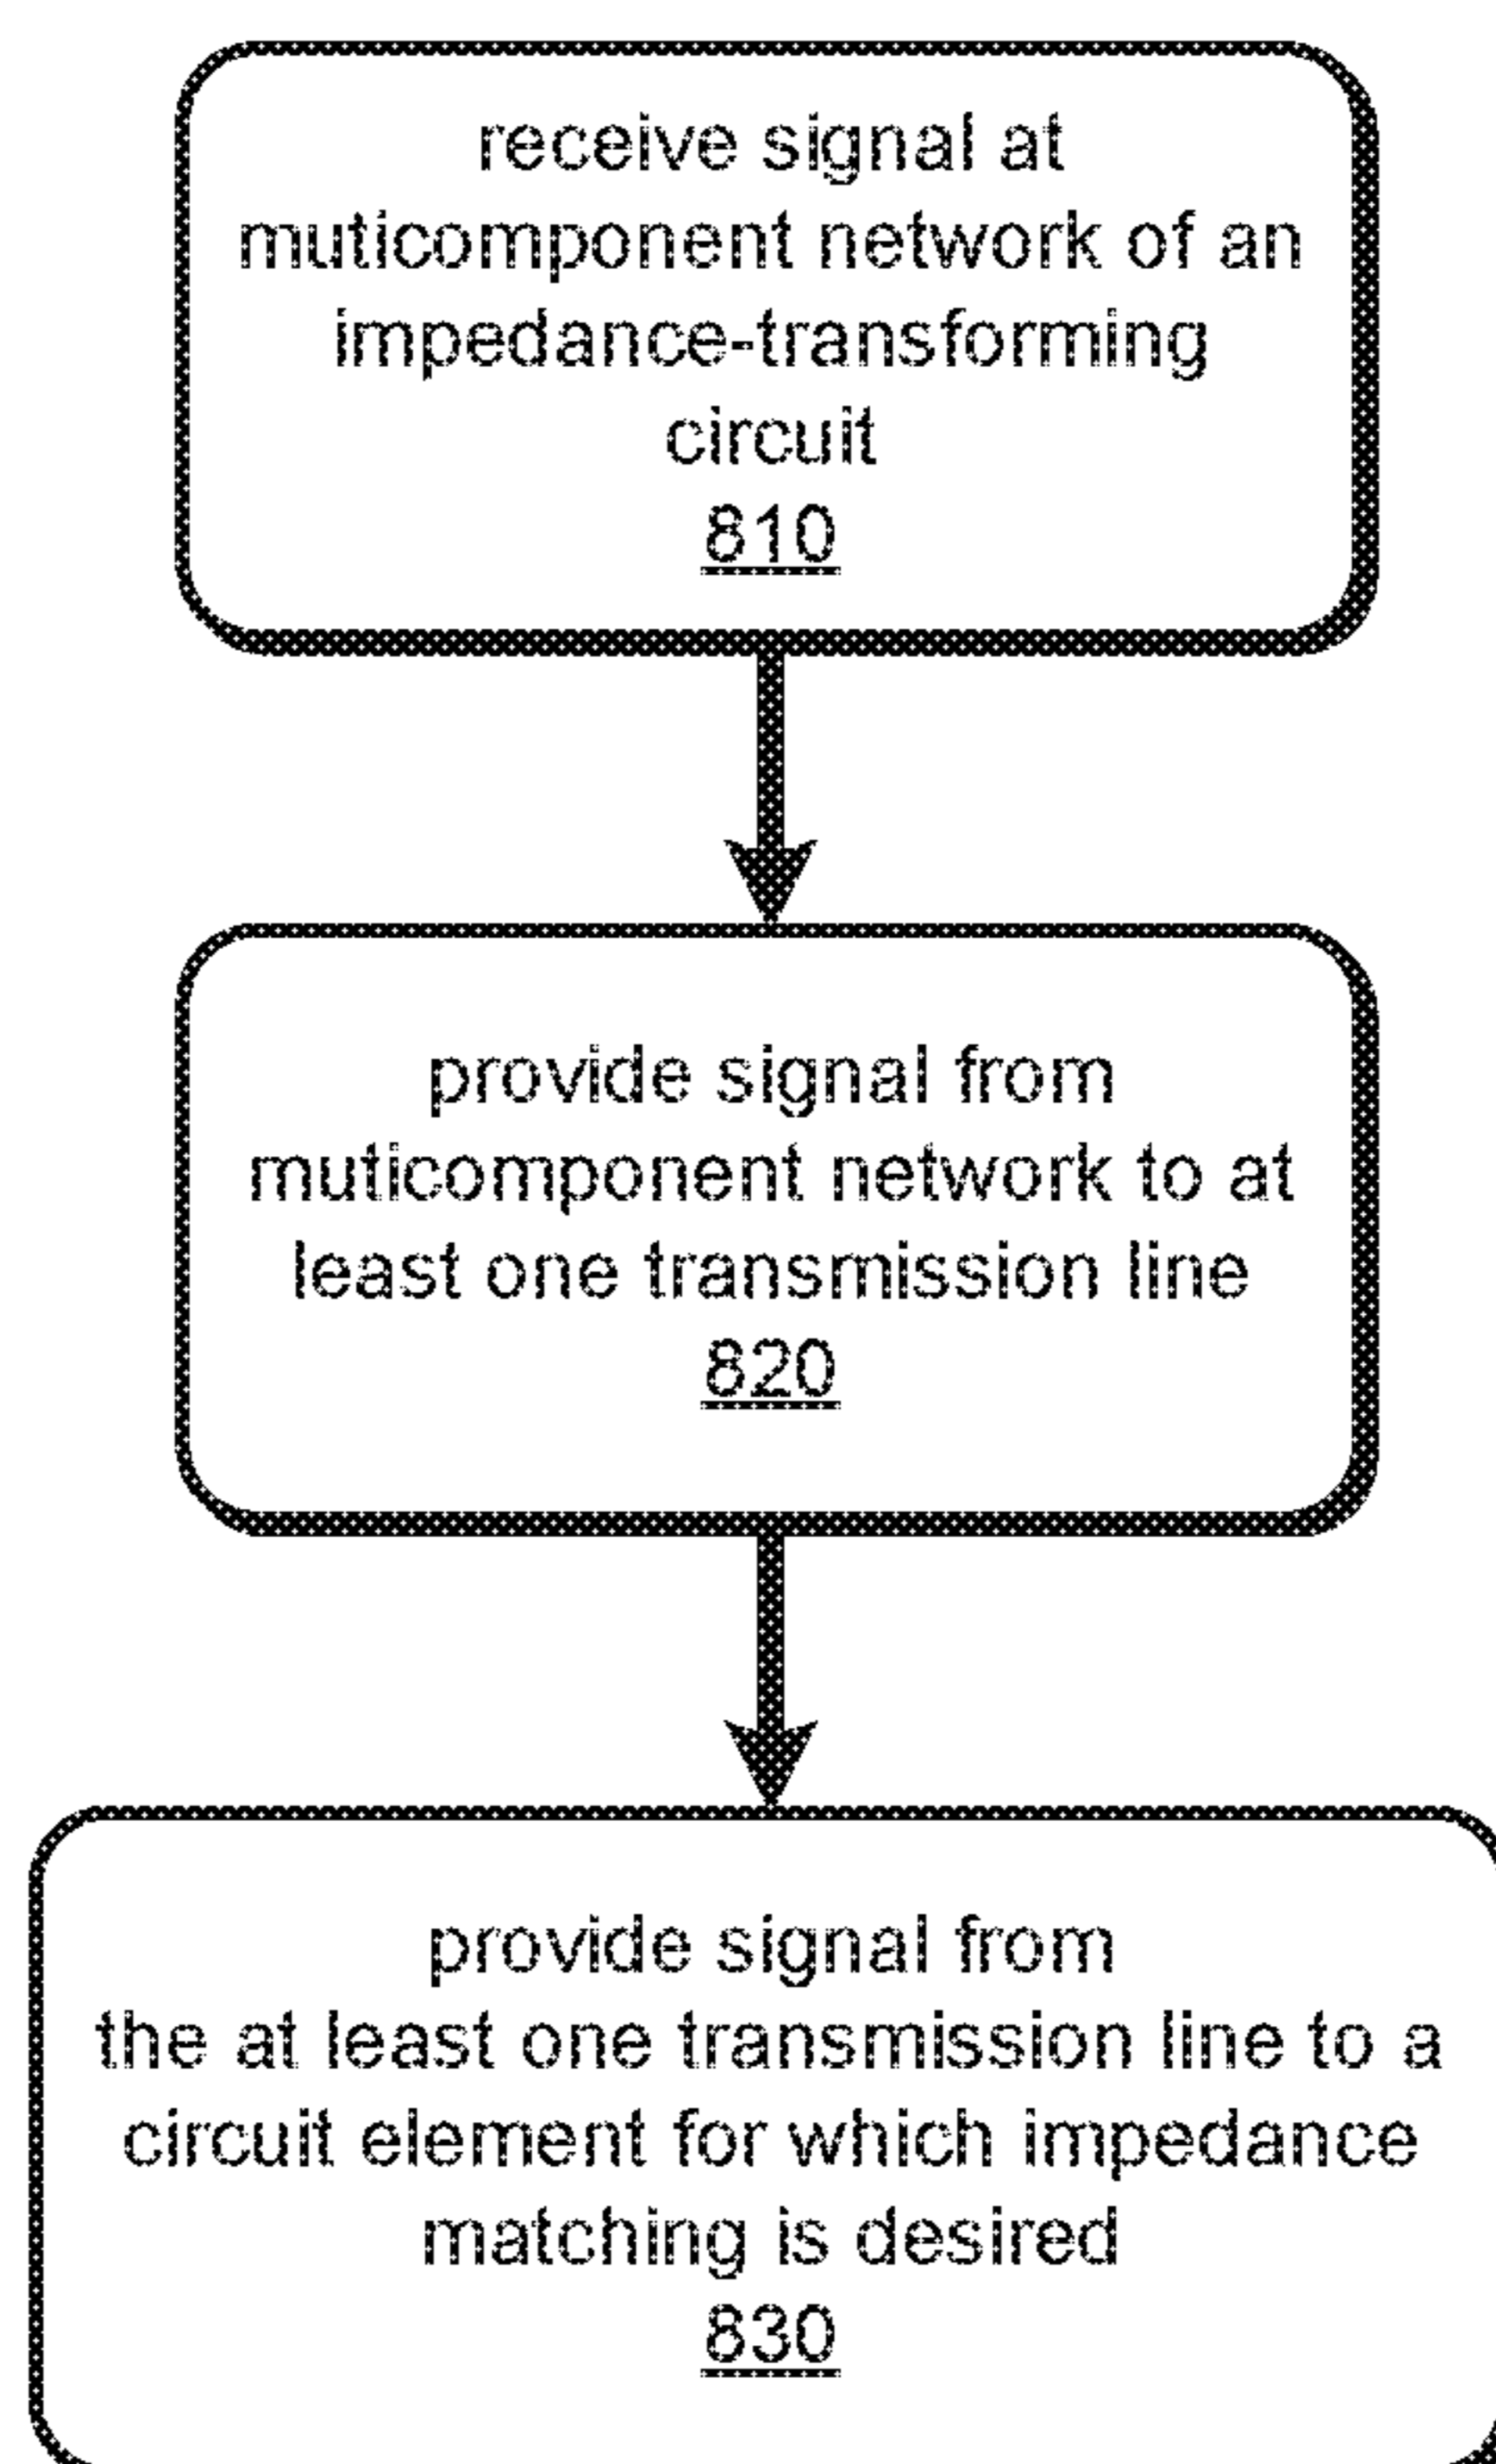 receive signal at
muticomponent network of an
impedance-transforming
circuit
810
provide signal from
muticomponent network to at
least one transmission line
820
provide signal from
the at least one transmission line to a
circuit element for which impedance
matching is desired
830